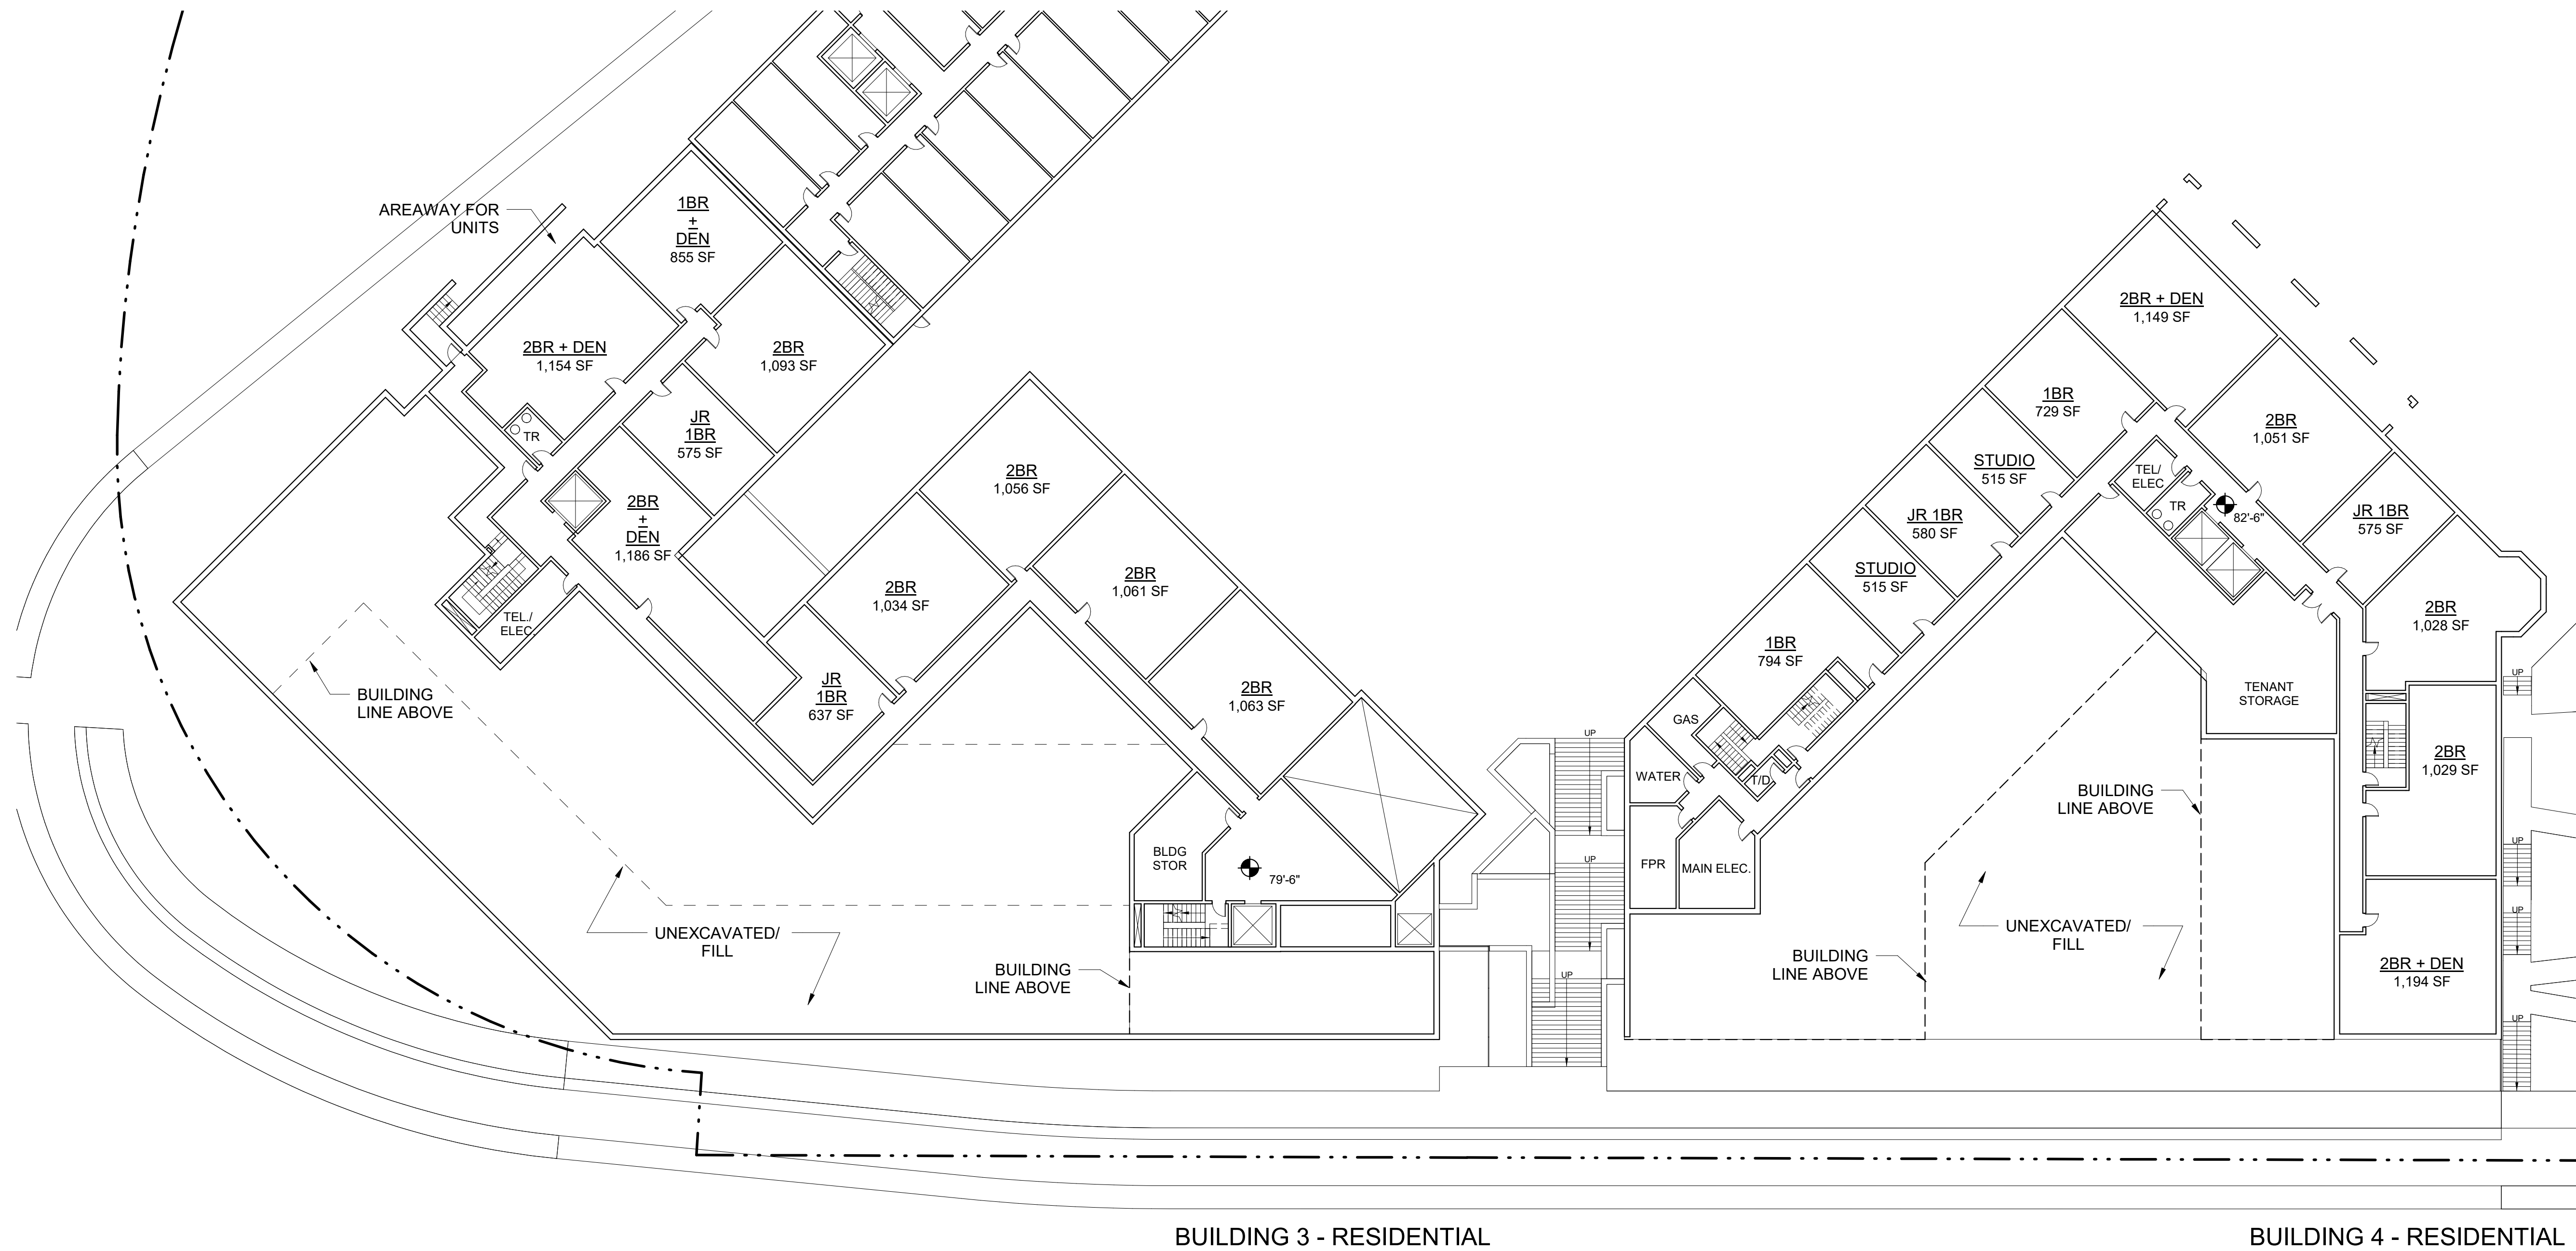 AREAWAY FOR
UNITS
1BR
+
DEN
855 SF
2BR + DEN
1,154 SF
2BR
1,093 SF
TR
JR
1BR
575 SF
2BR
+
DEN
1,186 SF
TEL./
ELEC.
BUILDING
LINE ABOVE
2BR
1,056 SF
2BR
1,034 SF
2BR
1,061 SF
JR
1BR
637 SF
2BR
1,063 SF
BLDG
STOR
79'-6"
UNEXCAVATED/
FILL
BUILDING
LINE ABOVE
UP
UP
UP
2BR + DEN
1,149 SF
1BR
729 SF
2BR
1,051 SF
STUDIO
515 SF
TEL/
ELEC
TR
82'-6"
JR 1BR
580 SF
JR 1BR
575 SF
STUDIO
515 SF
2BR
1,028 SF
1BR
794 SF
GAS
WATER
T/D
FPR
MAIN ELEC.
TENANT
STORAGE
UP
2BR
1,029 SF
BUILDING
LINE ABOVE
UP
UNEXCAVATED/
FILL
UP
BUILDING
LINE ABOVE
2BR + DEN
1,194 SF
UP
BUILDING 3 - RESIDENTIAL
BUILDING 4 - RESIDENTIAL